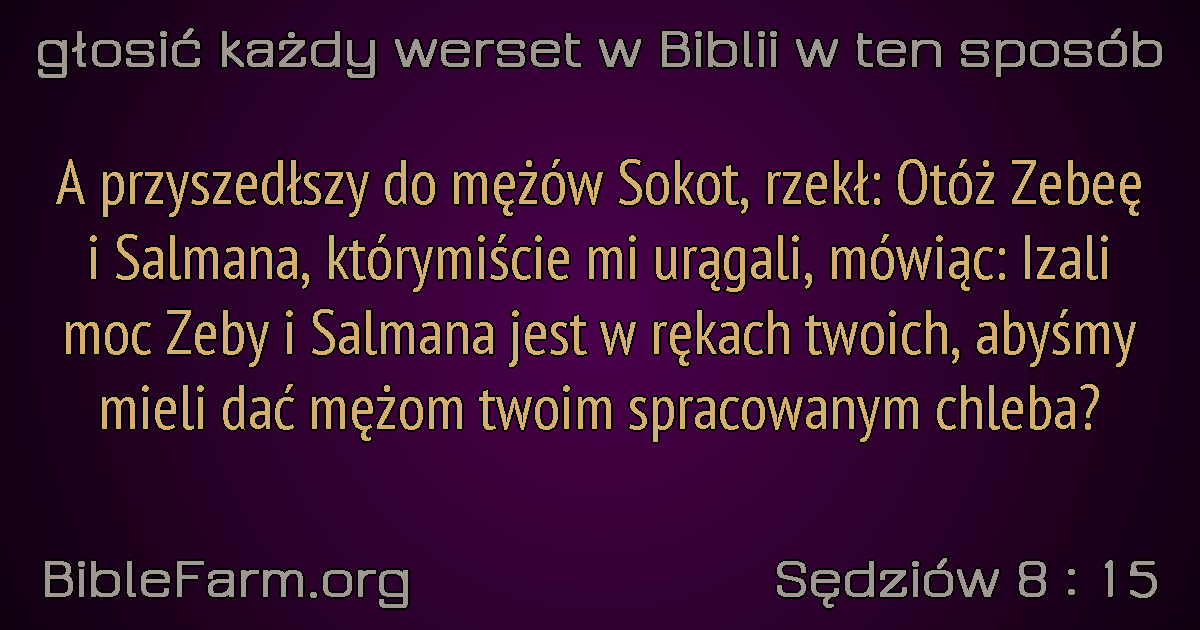 głosić każdy werset w Biblii w ten sposób
A przyszedłszy do mężów Sokot, rzekł: Otóż Zebeę
i Salmana, którymiście mi urągali, mówiąc: Izali
moc Zeby i Salmana jest w rękach twoich, abyśmy
mieli dać mężom twoim spracowanym chleba?
BibleFarm.org
Sędziów 8 : 15